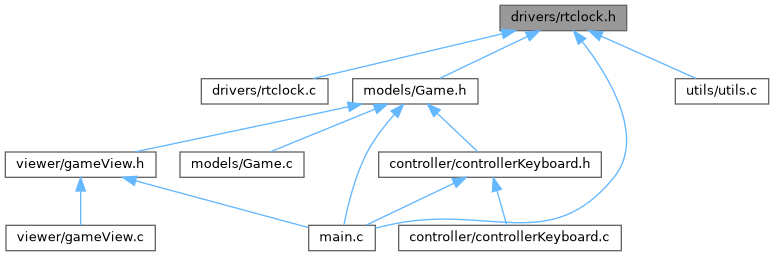 drivers/rtclock.h
drivers/rtclock.c
models/Game.h
utils/utils.c
viewer/gameView.h
models/Game.c
controller/controllerKeyboard.h
viewer/gameView.c
main.c
controller/controllerKeyboard.c